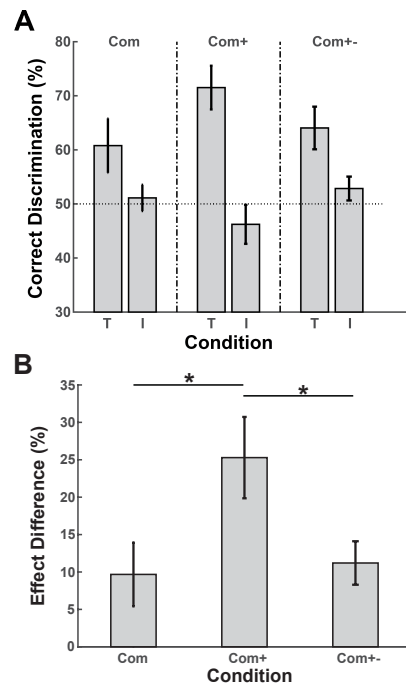 A
Com Com+ Com+-
80
70
60
50
40
30
Correct Discrimination (%)
T I T I T I
Condition
B
35
30
25
20
15
10
5
0
Effect Difference (%)
* *
Com Com+ Com+-
Condition